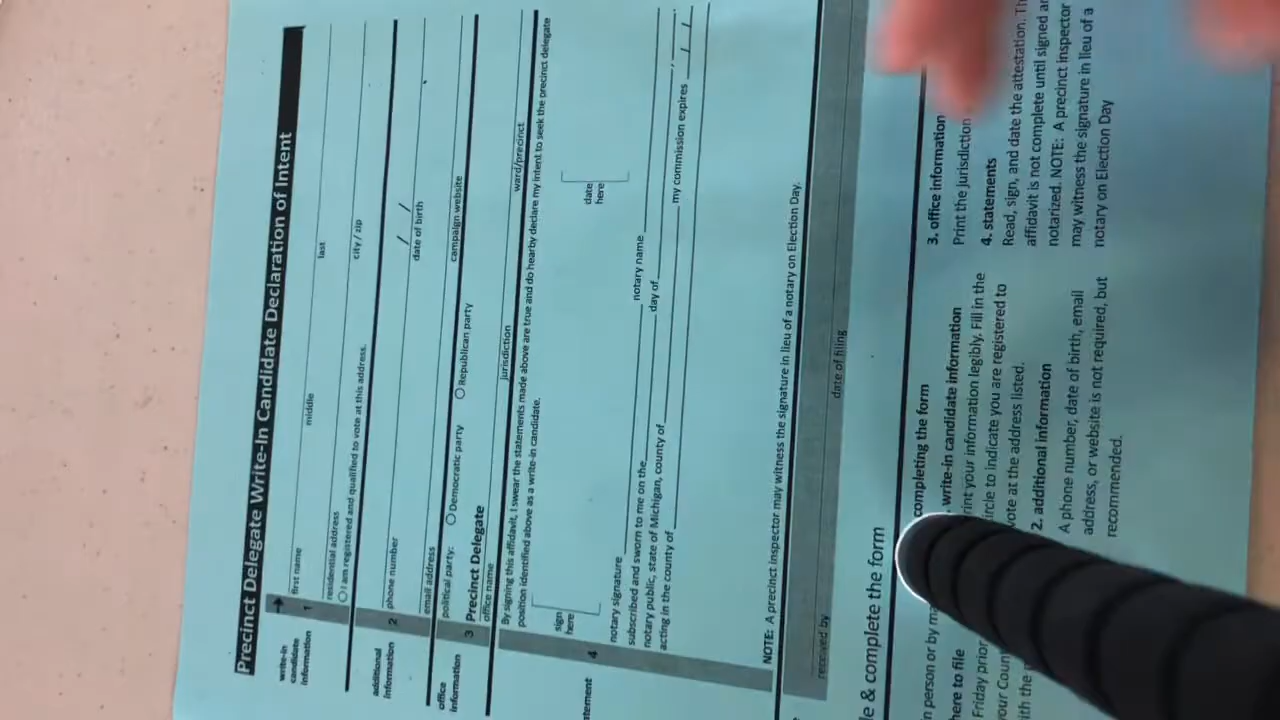 Precinct Delegate Write-In Candidate Declaration of Intent
write-in
candidate
information
1
first name middle last
residential address city / zip
I am registered and qualified to vote at this address.
additional
information
2
phone number / / date of birth
email address campaign website
office
information
3
political party: Democratic party Republican party
Precinct Delegate
office name jurisdiction ward/precinct
By signing this affidavit, I swear the statements made above are true and do hearby declare my intent to seek the precinct delegate
position identified above as a write-in candidate.
sign
here
date
here
4
notary signature
subscribed and sworn to me on the notary name
notary public, state of Michigan, county of day of ,
acting in the county of my commission expires / /
NOTE: A precinct inspector may witness the signature in lieu of a notary on Election Day.
received by date of filing
& complete the form
n person or by
here to file
Friday prior
your
completing the form
write-in candidate information
rint your information legibly. Fill in the
ircle to indicate you are registered to
vote at the address listed.
2. additional information
A phone number, date of birth, email
address, or website is not required, but
recommended.
3. office information
Print the jurisdiction
4. statements
Read, sign, and date the attestation.
affidavit is not complete until signed
notarized. NOTE: A precinct inspector
may witness the signature in lieu of a
notary on Election Day